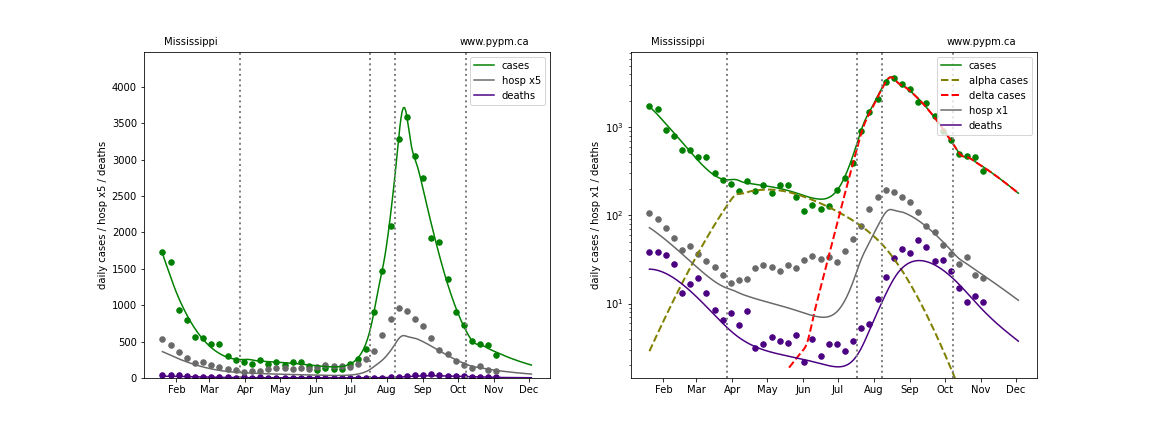 Mississippi www.pypm.ca
cases
hosp x5
deaths
daily cases / hosp x5 / deaths
4000
3500
3000
2500
2000
1500
1000
500
0
Feb Mar Apr May Jun Jul Aug Sep Oct Nov Dec
Mississippi www.pypm.ca
cases
alpha cases
delta cases
hosp x1
deaths
daily cases / hosp x1 / deaths
10³
10²
10¹
Feb Mar Apr May Jun Jul Aug Sep Oct Nov Dec